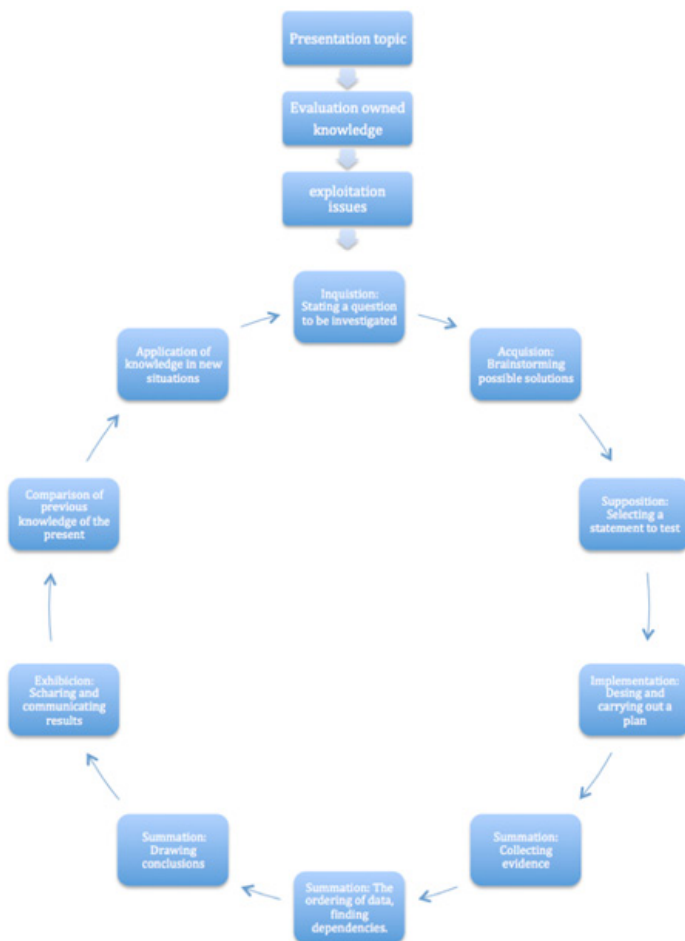 Presentation topic
Evaluation owned
knowledge
exploitation
issues
Inquistion:
Stating a question
to be investigated
Acquision:
Brainstorming
possible solutions
Supposition:
Selecting a
statement to test
Implementation:
Desing and
carrying out a
plan
Summation:
Collecting
evidence
Summation: The
ordering of data,
finding
dependencies.
Summation:
Drawing
conclusions
Exhibicion:
Scharing and
communicating
results
Comparison of
previous
knowledge of the
present
Application of
knowledge in new
situations